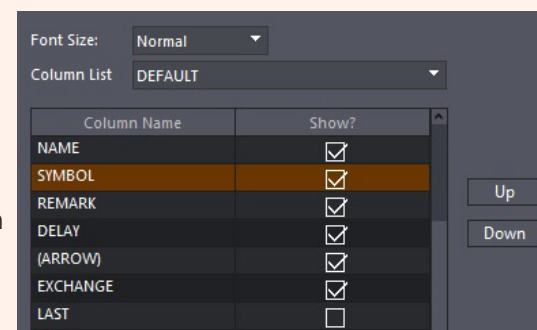 Font Size: Normal
Column List DEFAULT
Column Name Show?
NAME
SYMBOL
REMARK
DELAY
(ARROW)
EXCHANGE
LAST
Up
Down